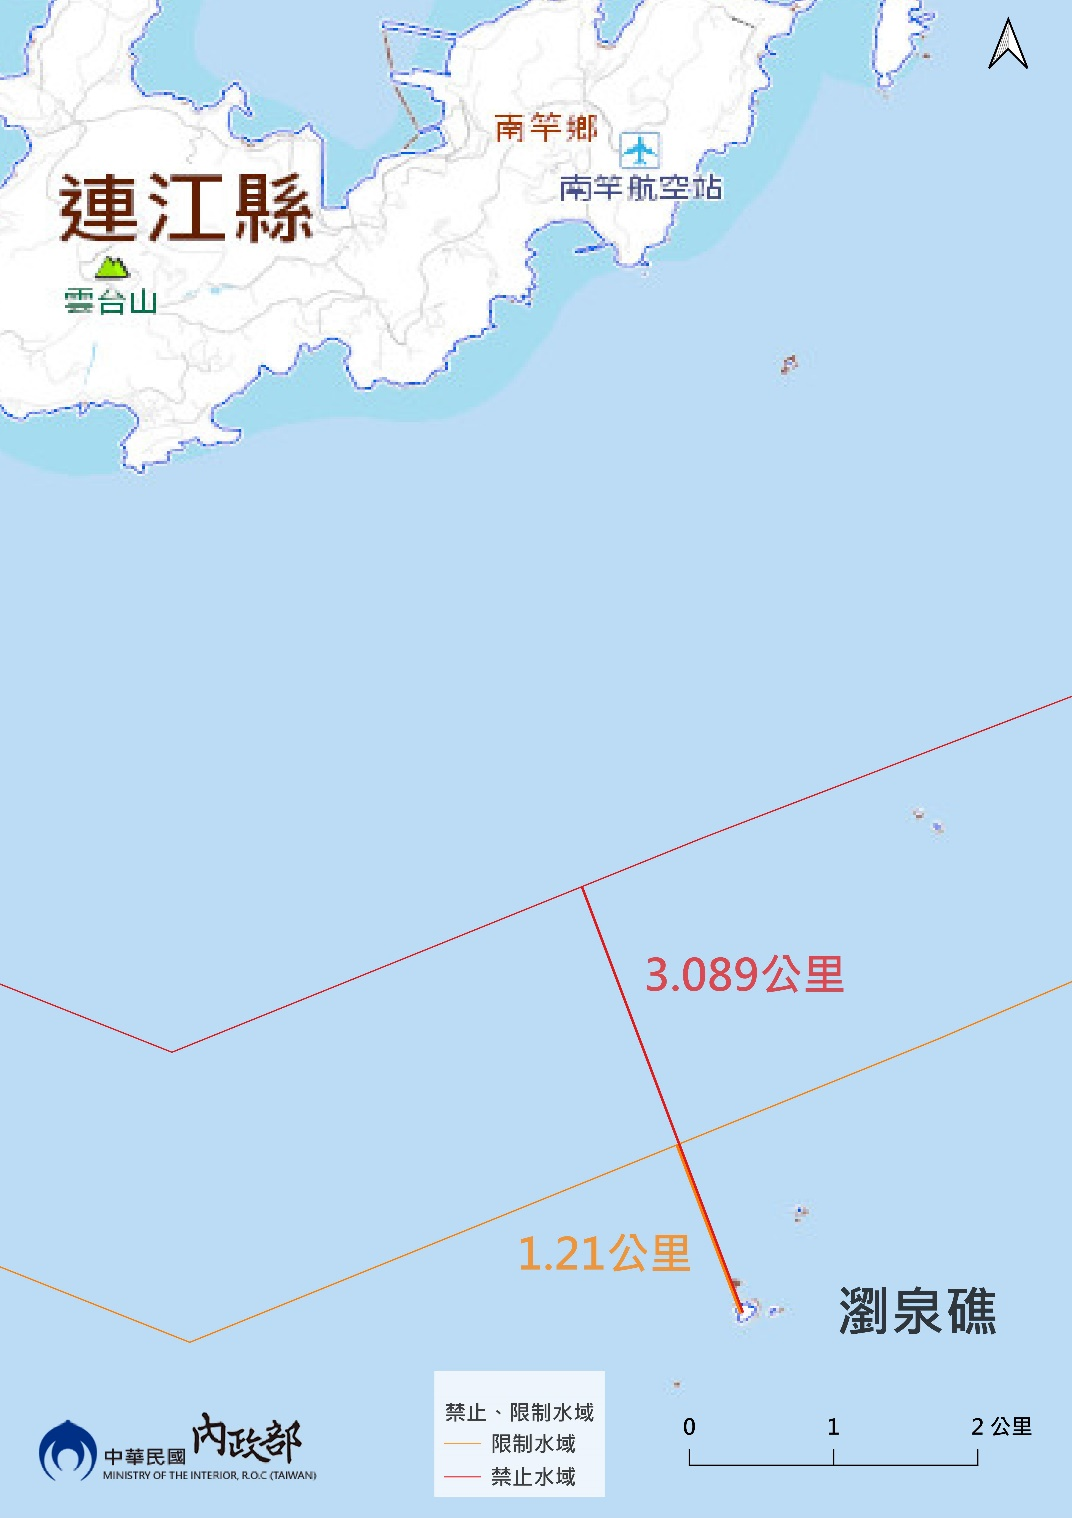 南竿鄉
南竿航空站
連江縣
雲台山
3.089公里
1.21公里
瀏泉礁
禁止、限制水域
限制水域
禁止水域
0 1 2 公里
中華民國 內政部
MINISTRY OF THE INTERIOR, R.O.C (TAIWAN)